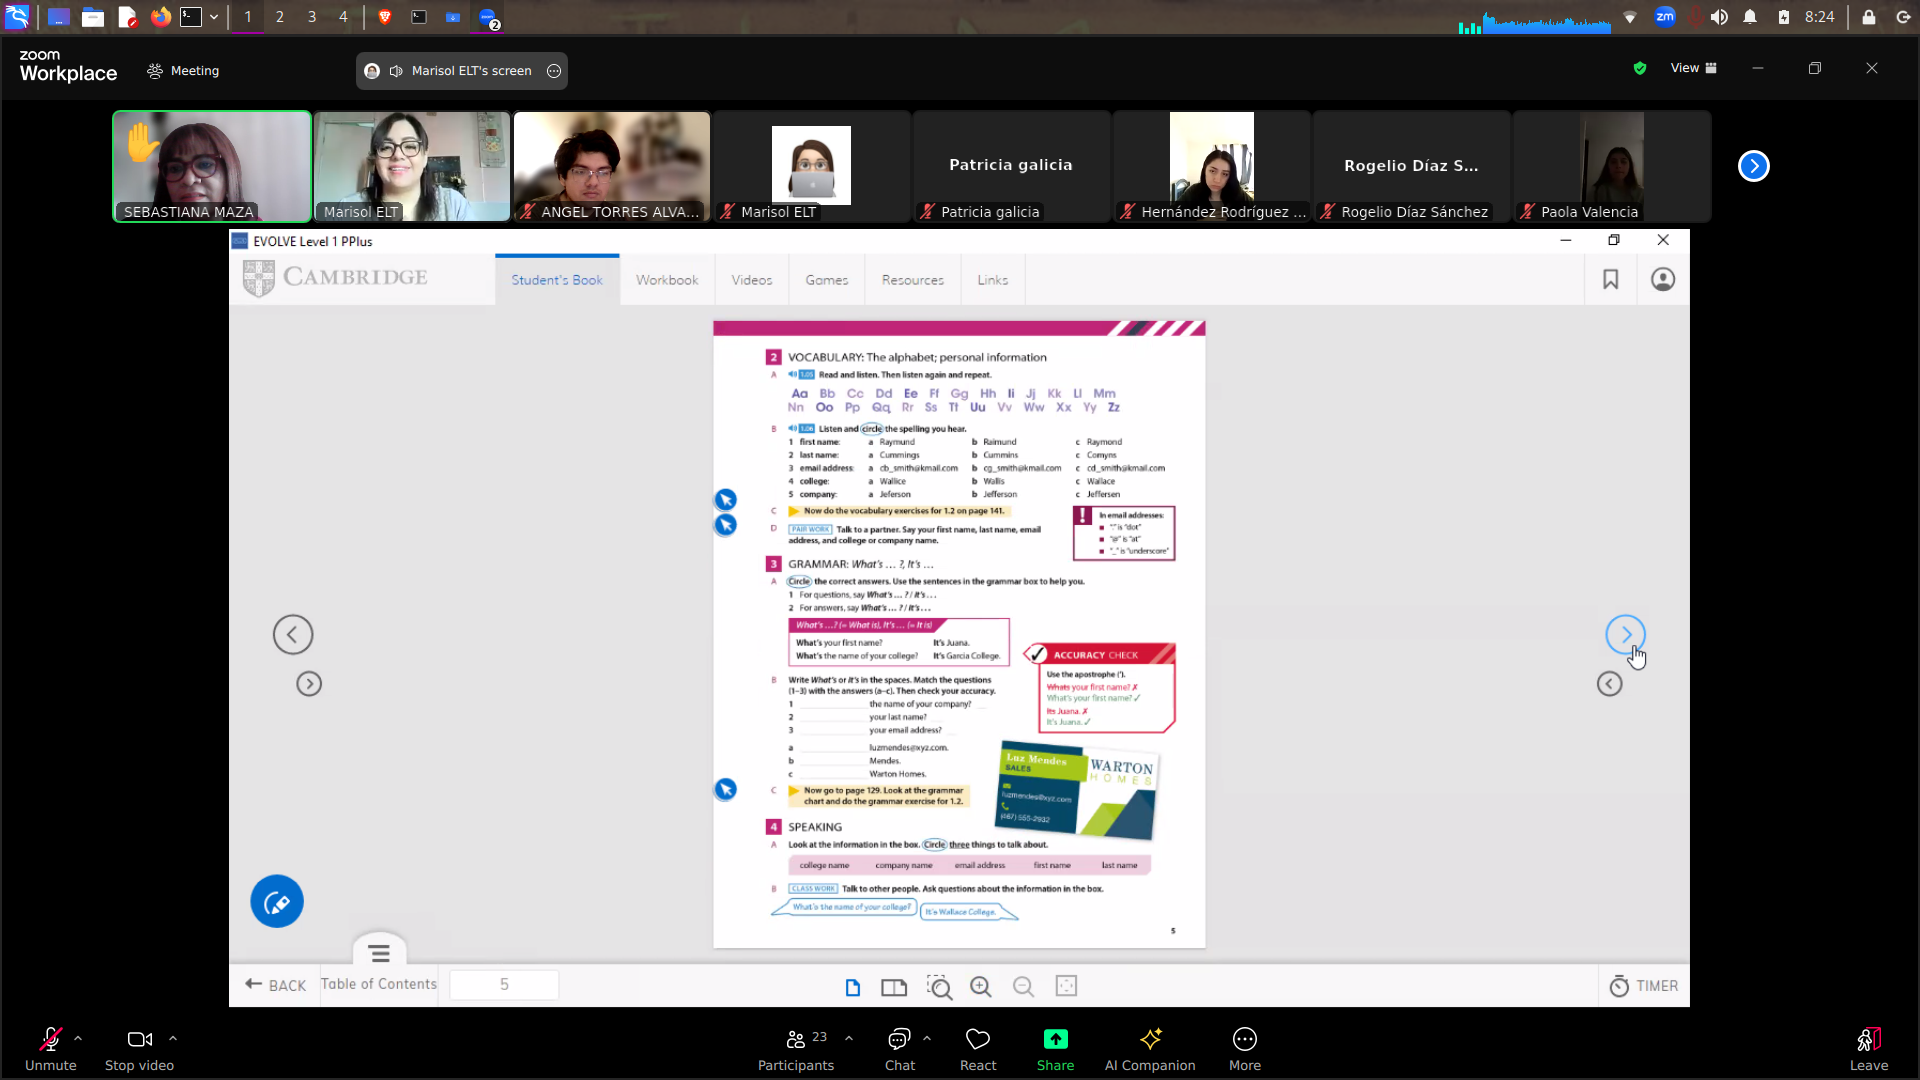 1 2 3 4
2
zm
8:24
zoom
Workplace
Meeting
Marisol ELT's screen
View
SEBASTIANA MAZA
Marisol ELT
ANGEL TORRES ALVA...
Marisol ELT
Patricia galicia
Patricia galicia
Hernández Rodríguez ...
Rogelio Díaz S...
Rogelio Díaz Sánchez
Paola Valencia
EVOLVE Level 1 PPlus
CAMBRIDGE
Student's Book
Workbook
Videos
Games
Resources
Links
2 VOCABULARY: The alphabet; personal information
A 1.05 Read and listen. Then listen again and repeat.
Aa Bb Cc Dd Ee Ff Gg Hh Ii Jj Kk Ll Mm
Nn Oo Pp Qq Rr Ss Tt Uu Vv Ww Xx Yy Zz
B 1.06 Listen and circle the spelling you hear.
1 first name: a Raymund b Raimund c Raymond
2 last name: a Cummings b Cummins c Comyns
3 email address: a cb_smith@kmail.com b cg_smith@kmail.com c cd_smith@kmail.com
4 college: a Wallice b Wallis c Wallace
5 company: a Jeferson b Jefferson c Jeffersen
C Now do the vocabulary exercises for 1.2 on page 141.
D PAIR WORK Talk to a partner. Say your first name, last name, email
address, and college or company name.
! In email addresses:
"." is "dot"
"@" is "at"
"_" is "underscore"
3 GRAMMAR: What's … ?, It's …
A Circle the correct answers. Use the sentences in the grammar box to help you.
1 For questions, say What's … ? / It's …
2 For answers, say What's … ? / It's …
What's …? (= What is), It's … (= It is)
What's your first name? It's Juana.
What's the name of your college? It's Garcia College.
ACCURACY CHECK
Use the apostrophe (').
Whats your first name? ✗
What's your first name? ✓
Its Juana. ✗
It's Juana. ✓
B Write What's or It's in the spaces. Match the questions
(1–3) with the answers (a–c). Then check your accuracy.
1 the name of your company?
2 your last name?
3 your email address?
a luzmendes@xyz.com.
b Mendes.
c Warton Homes.
C Now go to page 129. Look at the grammar
chart and do the grammar exercise for 1.2.
Luz Mendes
SALES
luzmendes@xyz.com
(667) 555-2932
WARTON
HOMES
4 SPEAKING
A Look at the information in the box. Circle three things to talk about.
college name company name email address first name last name
B CLASS WORK Talk to other people. Ask questions about the information in the box.
What's the name of your college?
It's Wallace College.
5
BACK
Table of Contents
5
TIMER
Unmute
Stop video
23
Participants
Chat
React
Share
AI Companion
More
Leave